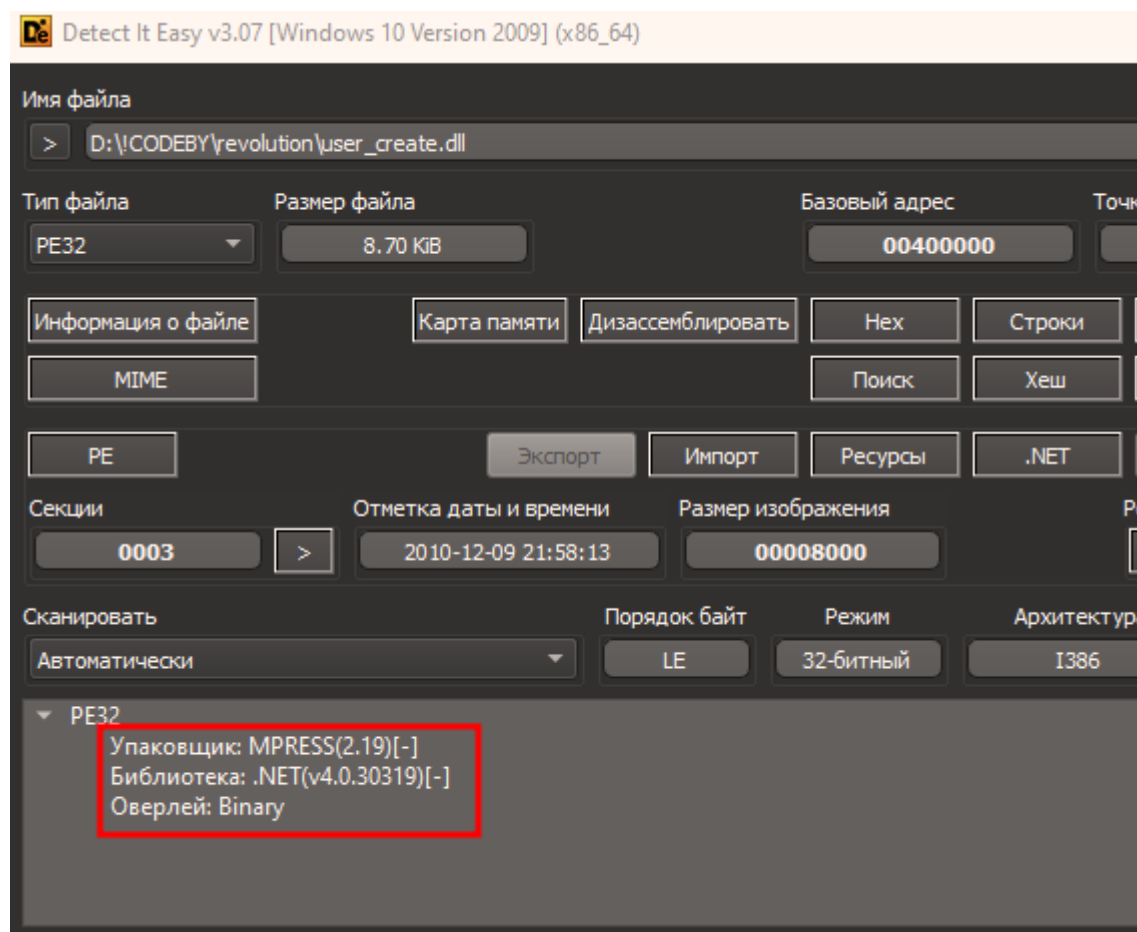 Detect It Easy v3.07 [Windows 10 Version 2009] (x86_64)
Имя файла
> D:\!CODEBY\revolution\user_create.dll
Тип файла Размер файла Базовый адрес
PE32 8.70 KiB 00400000
Информация о файле Карта памяти Дизассемблировать Hex Строки
MIME Поиск Хеш
PE Экспорт Импорт Ресурсы .NET
Секции Отметка даты и времени Размер изображения
0003 > 2010-12-09 21:58:13 00008000
Сканировать Порядок байт Режим Архитектура
Автоматически LE 32-битный I386
PE32
Упаковщик: MPRESS(2.19)[-]
Библиотека: .NET(v4.0.30319)[-]
Оверлей: Binary